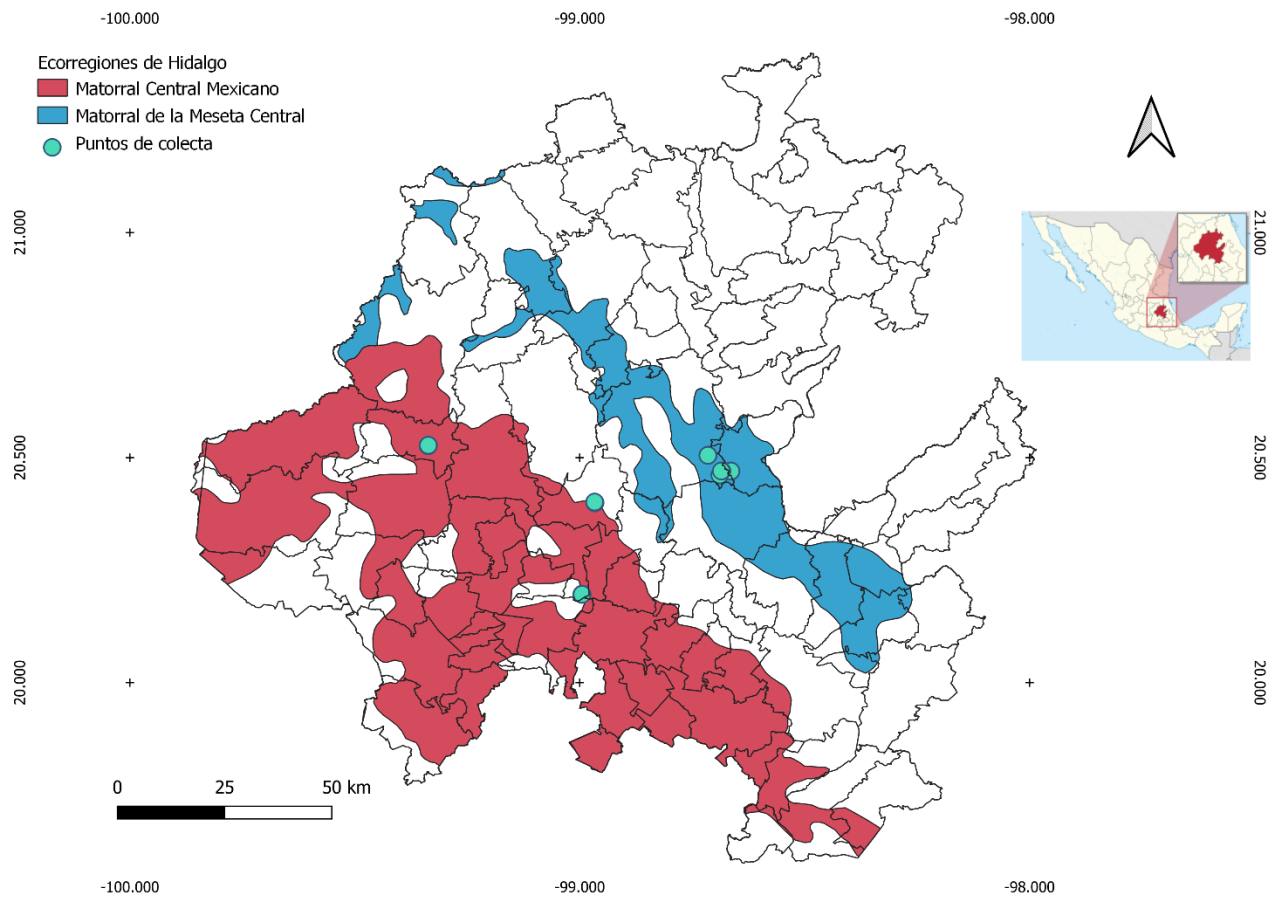 -100.000 -99.000 -98.000
Ecorregiones de Hidalgo
Matorral Central Mexicano
Matorral de la Meseta Central
Puntos de colecta
21.000 21.000
20.500 20.500
20.000 20.000
0 25 50 km
-100.000 -99.000 -98.000